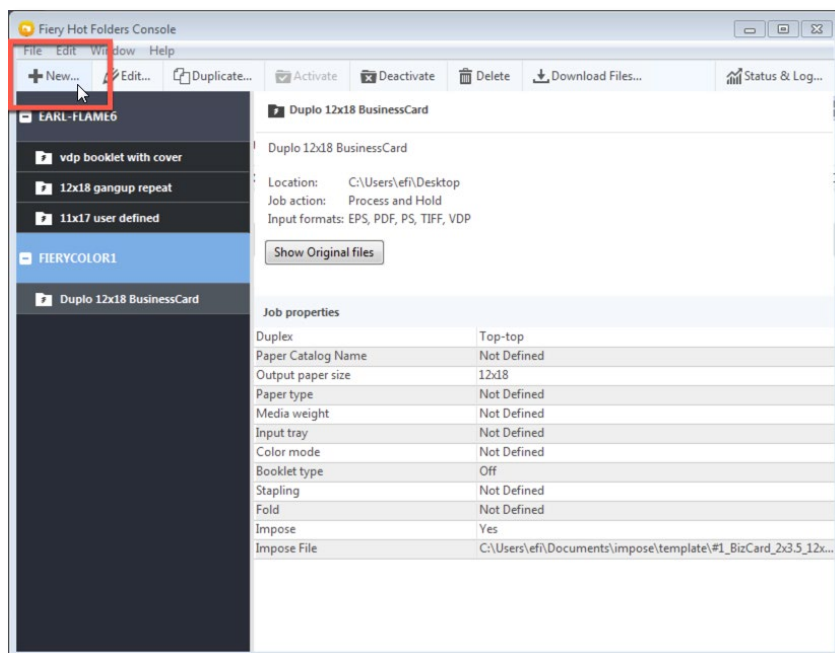 Fiery Hot Folders Console
File Edit Window Help
New... Edit... Duplicate... Activate Deactivate Delete Download Files... Status & Log...
EARL-FLAME6
vdp booklet with cover
12x18 gangup repeat
11x17 user defined
FIERYCOLOR1
Duplo 12x18 BusinessCard
Duplo 12x18 BusinessCard
Duplo 12x18 BusinessCard
Location: C:\Users\efi\Desktop
Job action: Process and Hold
Input formats: EPS, PDF, PS, TIFF, VDP
Show Original files
Job properties
Duplex Top-top
Paper Catalog Name Not Defined
Output paper size 12x18
Paper type Not Defined
Media weight Not Defined
Input tray Not Defined
Color mode Not Defined
Booklet type Off
Stapling Not Defined
Fold Not Defined
Impose Yes
Impose File C:\Users\efi\Documents\impose\template\#1_BizCard_2x3.5_12x...